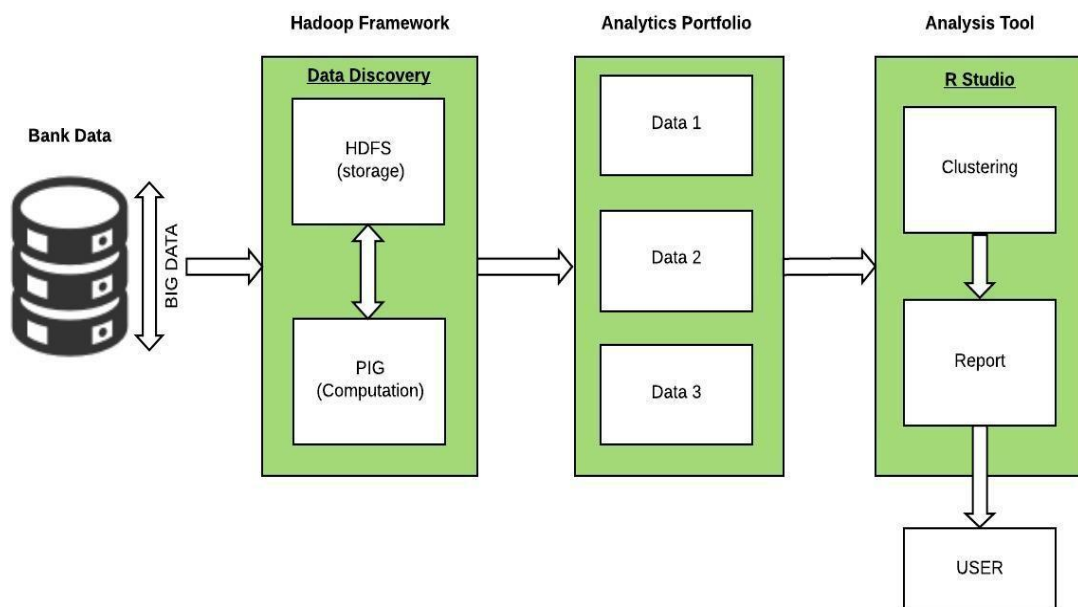 Hadoop Framework
Analytics Portfolio
Analysis Tool
Bank Data
BIG DATA
Data Discovery
HDFS
(storage)
PIG
(Computation)
Data 1
Data 2
Data 3
R Studio
Clustering
Report
USER